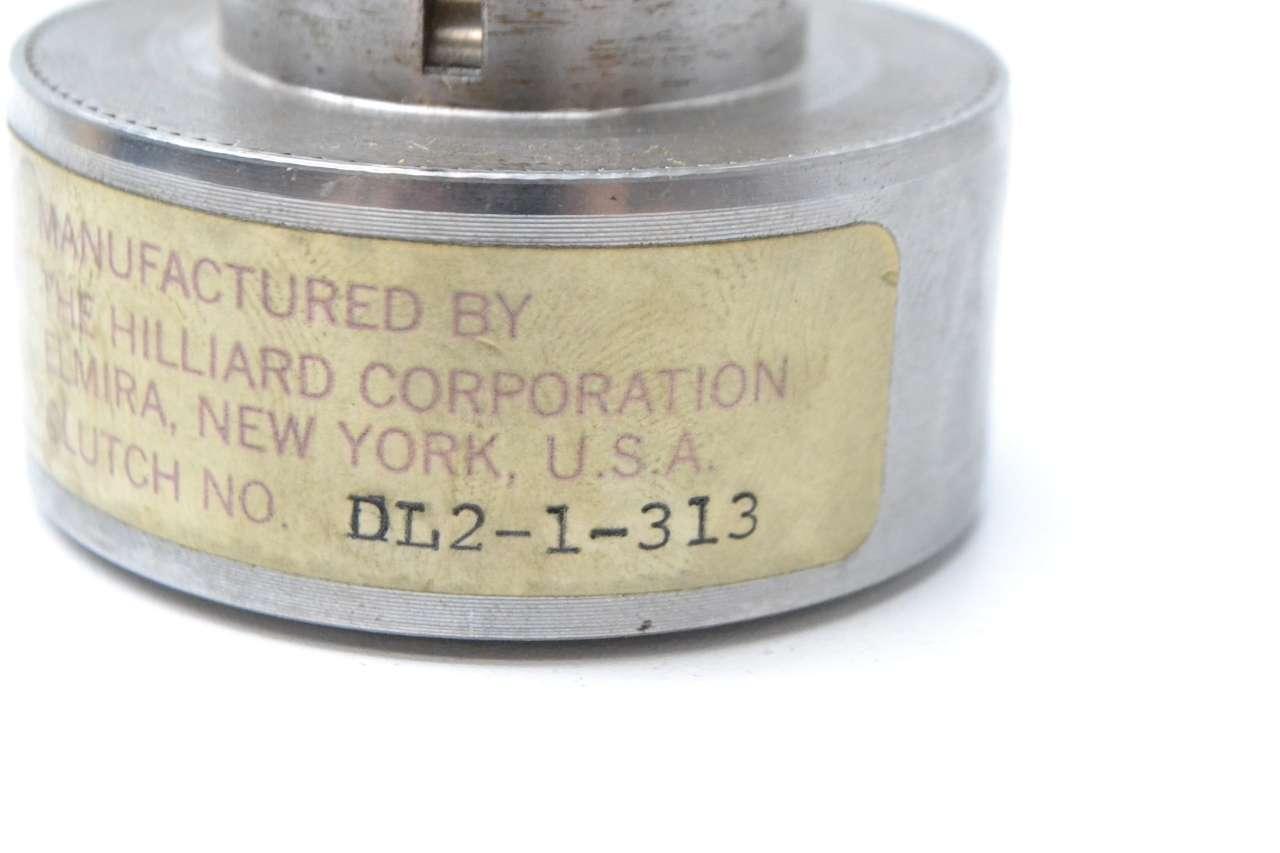 MANUFACTURED BY
THE HILLIARD CORPORATION
ELMIRA, NEW YORK, U.S.A.
CLUTCH NO. DL2-1-313